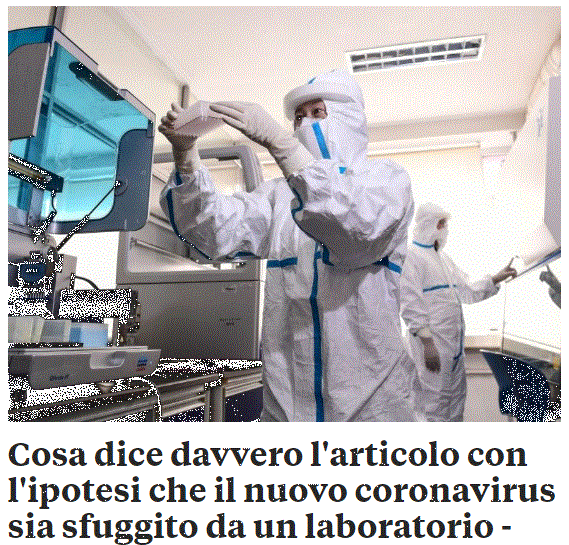 Cosa dice davvero l'articolo con
l'ipotesi che il nuovo coronavirus
sia sfuggito da un laboratorio -